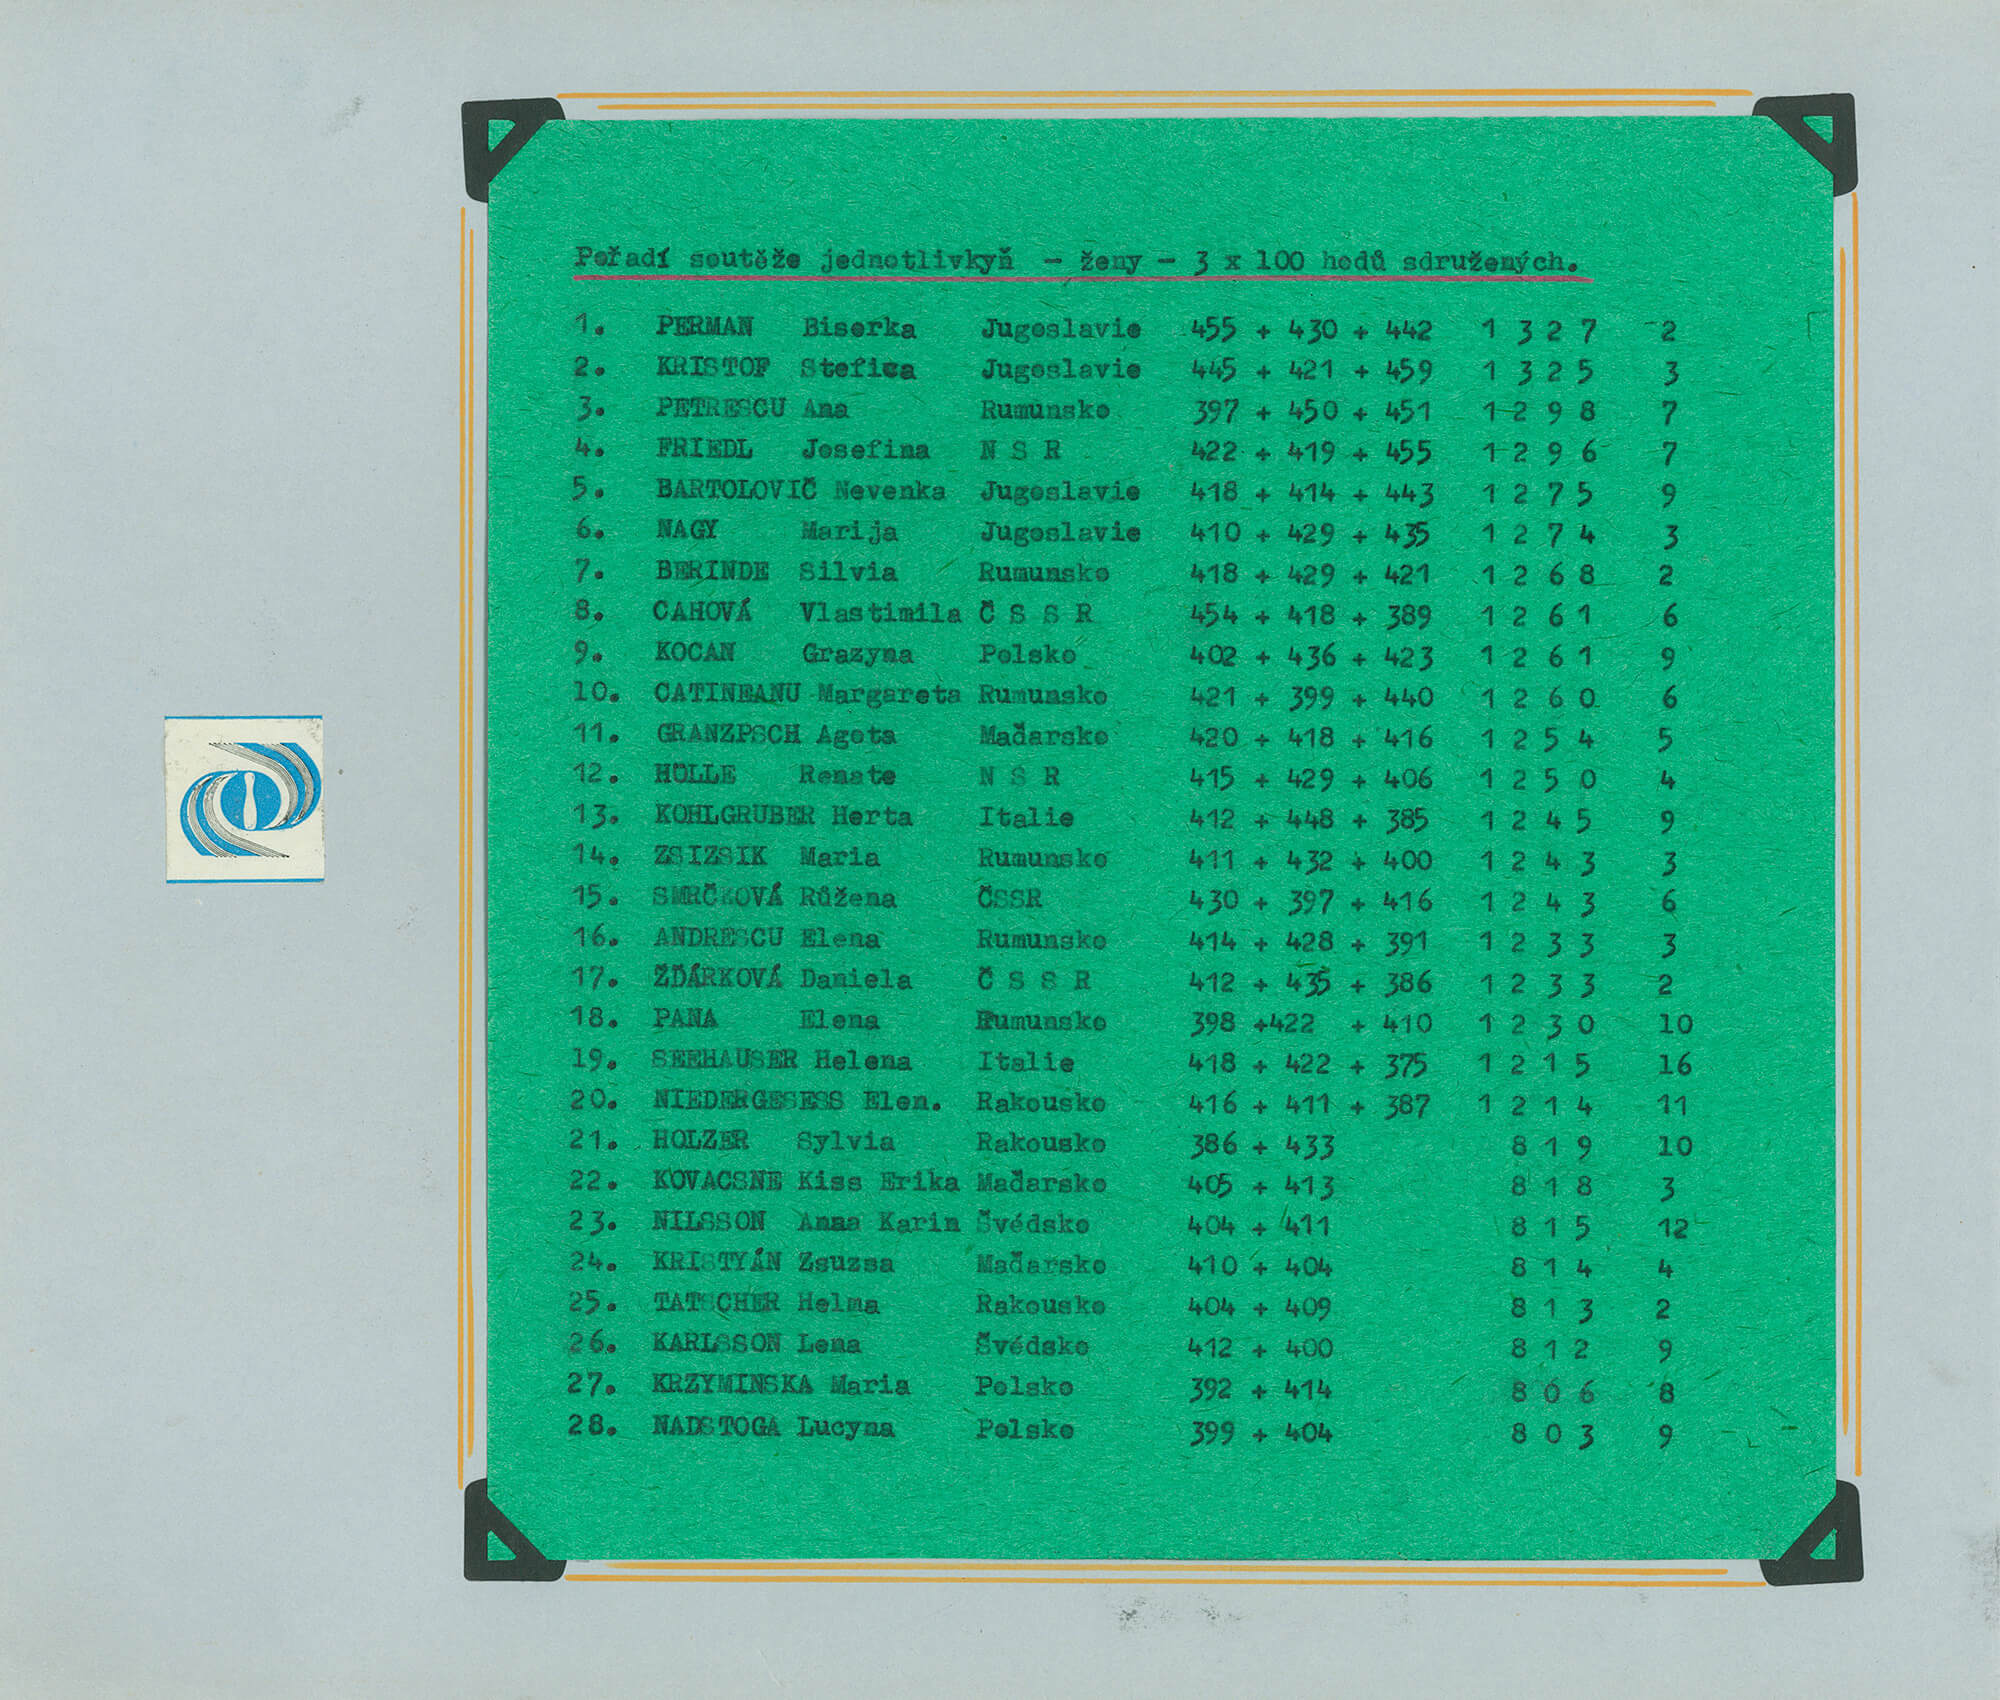 Pořadí soutěže jednotlivkyň - ženy - 3 x 100 hodů sdružených.
1. PERMAN Biserka Jugoslavie 455 + 430 + 442 1 3 2 7 2
2. KRISTOF Stefica Jugoslavie 445 + 421 + 459 1 3 2 5 3
3. PETRESCU Ana Rumunsko 397 + 450 + 451 1 2 9 8 7
4. FRIEDL Josefina N S R 422 + 419 + 455 1 2 9 6 7
5. BARTOLOVIČ Nevenka Jugoslavie 418 + 414 + 443 1 2 7 5 9
6. NAGY Marija Jugoslavie 410 + 429 + 435 1 2 7 4 3
7. BERINDE Silvia Rumunsko 418 + 429 + 421 1 2 6 8 2
8. CAHOVÁ Vlastimila Č S S R 454 + 418 + 389 1 2 6 1 6
9. KOCAN Grazyna Polsko 402 + 436 + 423 1 2 6 1 9
10. CATINEANU Margareta Rumunsko 421 + 399 + 440 1 2 6 0 6
11. GRANZPSCH Agota Maďarsko 420 + 418 + 416 1 2 5 4 5
12. HÖLLE Renate N S R 415 + 429 + 406 1 2 5 0 4
13. KOHLGRUBER Herta Italie 412 + 448 + 385 1 2 4 5 9
14. ZSIZSIK Maria Rumunsko 411 + 432 + 400 1 2 4 3 3
15. SMRČKOVÁ Růžena ČSSR 430 + 397 + 416 1 2 4 3 6
16. ANDRESCU Elena Rumunsko 414 + 428 + 391 1 2 3 3 3
17. ŽĎÁRKOVÁ Daniela Č S S R 412 + 435 + 386 1 2 3 3 2
18. PANA Elena Rumunsko 398 +422 + 410 1 2 3 0 10
19. SEEHAUSER Helena Italie 418 + 422 + 375 1 2 1 5 16
20. NIEDERGESESS Elen. Rakousko 416 + 411 + 387 1 2 1 4 11
21. HOLZER Sylvia Rakousko 386 + 433 8 1 9 10
22. KOVACSNE Kiss Erika Maďarsko 405 + 413 8 1 8 3
23. NILSSON Anna Karin Švédsko 404 + 411 8 1 5 12
24. KRISTYÁN Zsuzsa Maďarsko 410 + 404 8 1 4 4
25. TATSCHER Helma Rakousko 404 + 409 8 1 3 2
26. KARLSSON Lena Švédsko 412 + 400 8 1 2 9
27. KRZYMINSKA Maria Polsko 392 + 414 8 0 6 8
28. NADSTOGA Lucyna Polsko 399 + 404 8 0 3 9